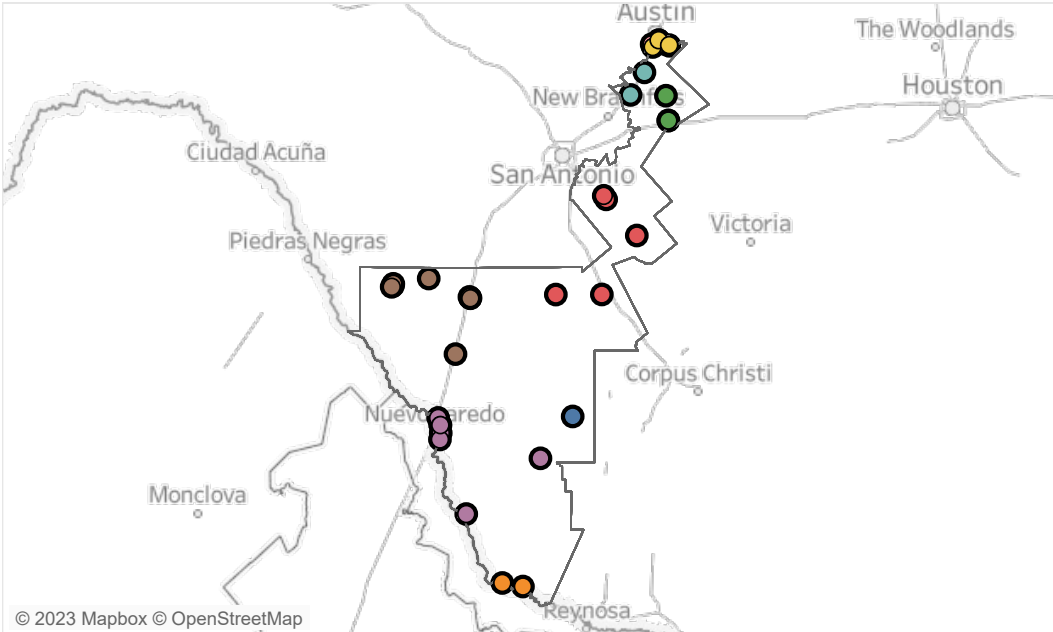 Austin
The Woodlands
Houston
New Braunfels
Ciudad Acuña
San Antonio
Victoria
Piedras Negras
Corpus Christi
Nuevo Laredo
Monclova
Reynosa
© 2023 Mapbox © OpenStreetMap